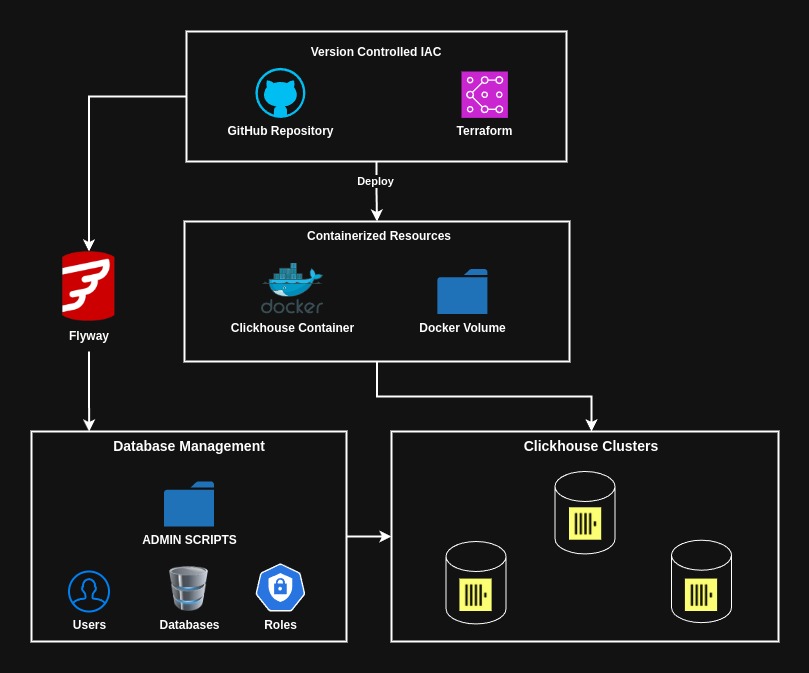 Version Controlled IAC
GitHub Repository
Terraform
Deploy
Containerized Resources
docker
Clickhouse Container
Docker Volume
Flyway
Database Management
ADMIN SCRIPTS
Users
Databases
Roles
Clickhouse Clusters